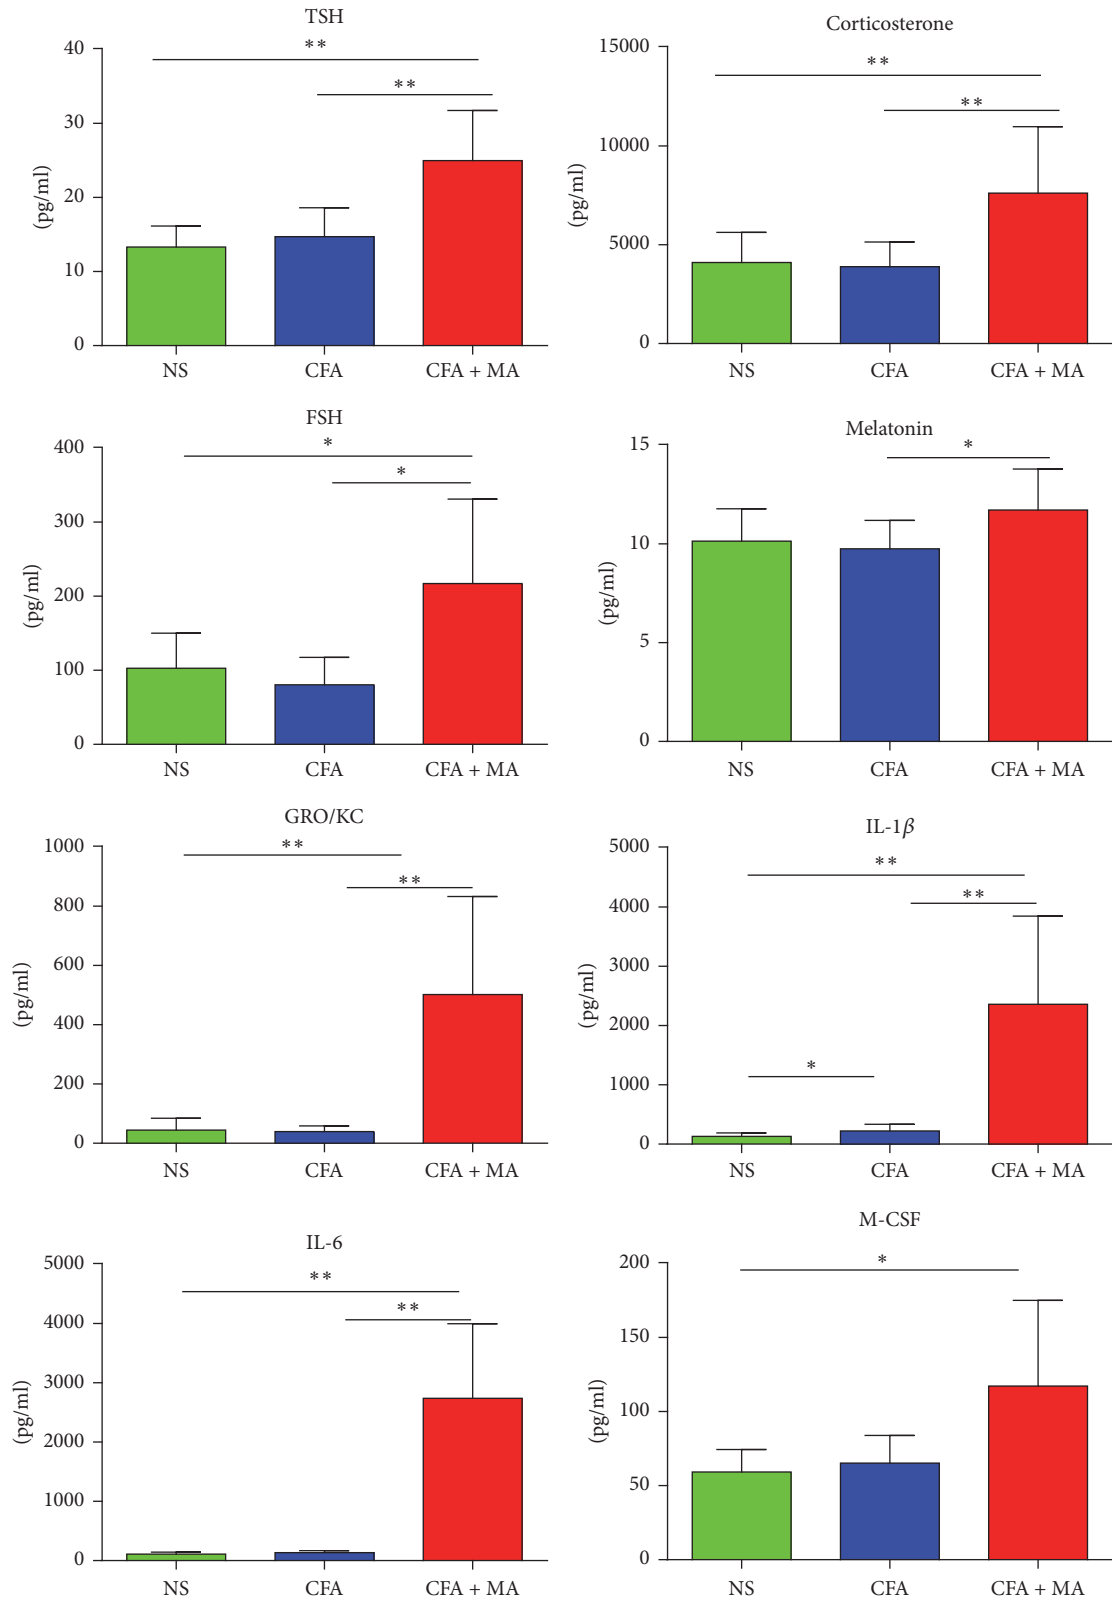 TSH
**
**
40
30
20
10
0
(pg/ml)
NS CFA CFA + MA
Corticosterone
**
**
15000
10000
5000
0
(pg/ml)
NS CFA CFA + MA
FSH
*
*
400
300
200
100
0
(pg/ml)
NS CFA CFA + MA
Melatonin
*
15
10
5
0
(pg/ml)
NS CFA CFA + MA
GRO/KC
**
**
1000
800
600
400
200
0
(pg/ml)
NS CFA CFA + MA
IL-1β
**
**
*
5000
4000
3000
2000
1000
0
(pg/ml)
NS CFA CFA + MA
IL-6
**
**
5000
4000
3000
2000
1000
0
(pg/ml)
NS CFA CFA + MA
M-CSF
*
200
150
100
50
0
(pg/ml)
NS CFA CFA + MA